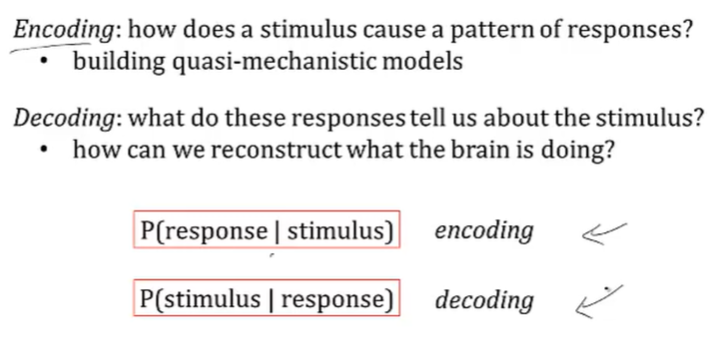 Encoding: how does a stimulus cause a pattern of responses?
• building quasi-mechanistic models
Decoding: what do these responses tell us about the stimulus?
• how can we reconstruct what the brain is doing?
P(response | stimulus) encoding
P(stimulus | response) decoding